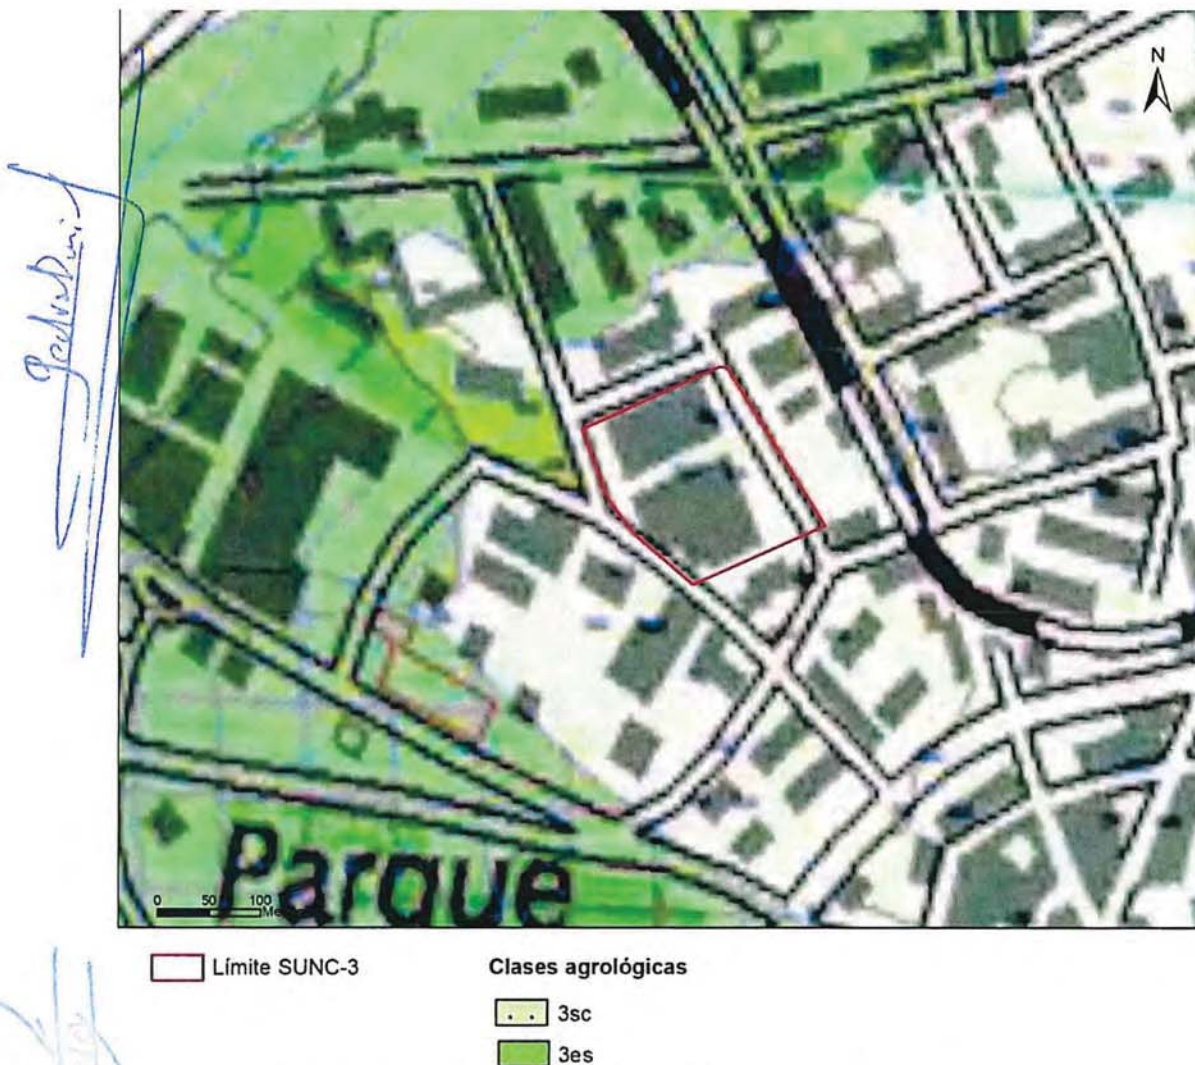 N
Parque
0 50 100
Límite SUNC-3
Clases agrológicas
3sc
3es